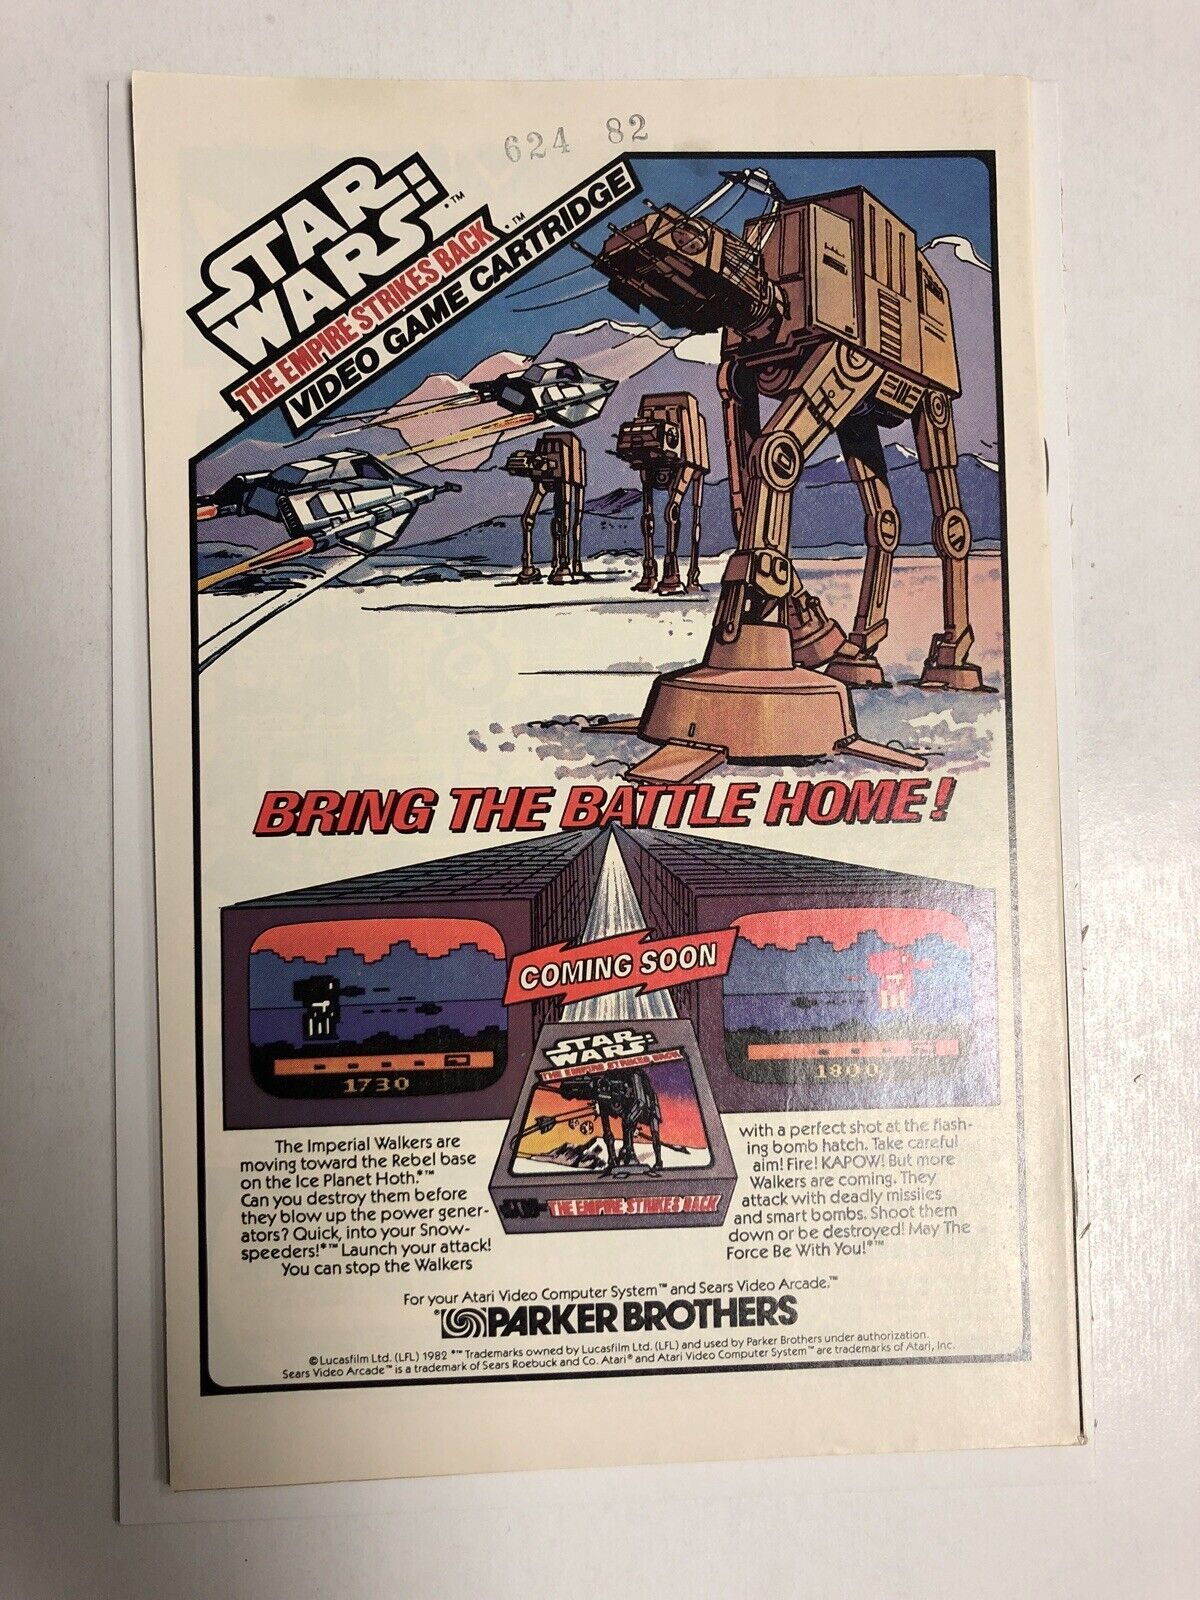 624 82
STAR
WARS:™
THE EMPIRE STRIKES BACK•™
VIDEO GAME CARTRIDGE
BRING THE BATTLE HOME!
COMING SOON
1730
1800
STAR
WARS:
THE EMPIRE STRIKES BACK
THE EMPIRE STRIKES BACK
The Imperial Walkers are
moving toward the Rebel base
on the Ice Planet Hoth.*™
Can you destroy them before
they blow up the power gener-
ators? Quick, into your Snow-
speeders!*™ Launch your attack!
You can stop the Walkers
with a perfect shot at the flash-
ing bomb hatch. Take careful
aim! Fire! KAPOW! But more
Walkers are coming. They
attack with deadly missiles
and smart bombs. Shoot them
down or be destroyed! May The
Force Be With You!*™
For your Atari Video Computer System™ and Sears Video Arcade.™
®PARKER BROTHERS
©Lucasfilm Ltd. (LFL) 1982 *™ Trademarks owned by Lucasfilm Ltd. (LFL) and used by Parker Brothers under authorization.
Sears Video Arcade™ is a trademark of Sears Roebuck and Co. Atari® and Atari Video Computer System™ are trademarks of Atari, Inc.